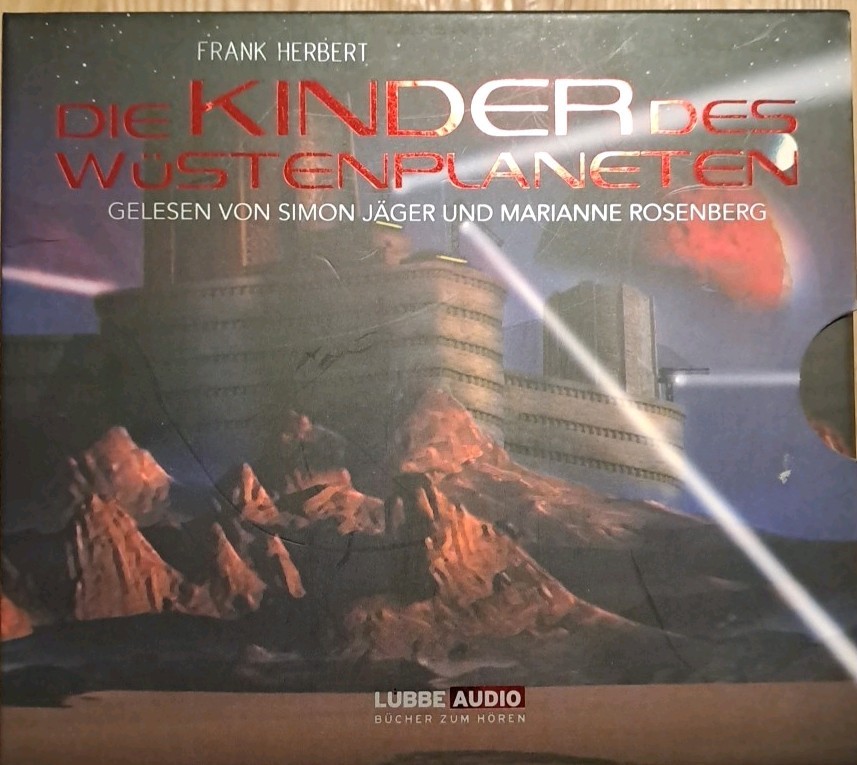 FRANK HERBERT
DIE KINDER DES
WÜSTENPLANETEN
GELESEN VON SIMON JÄGER UND MARIANNE ROSENBERG
LÜBBE AUDIO
BÜCHER ZUM HÖREN